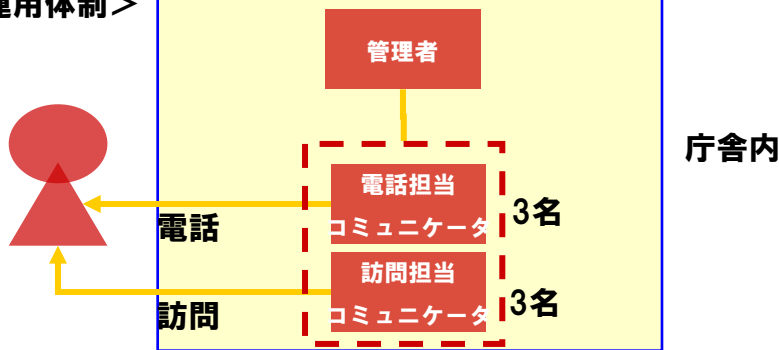 運用体制＞
管理者
庁舎内
電話担当
コミュニケータ
3名
電話
訪問担当
コミュニケータ
3名
訪問